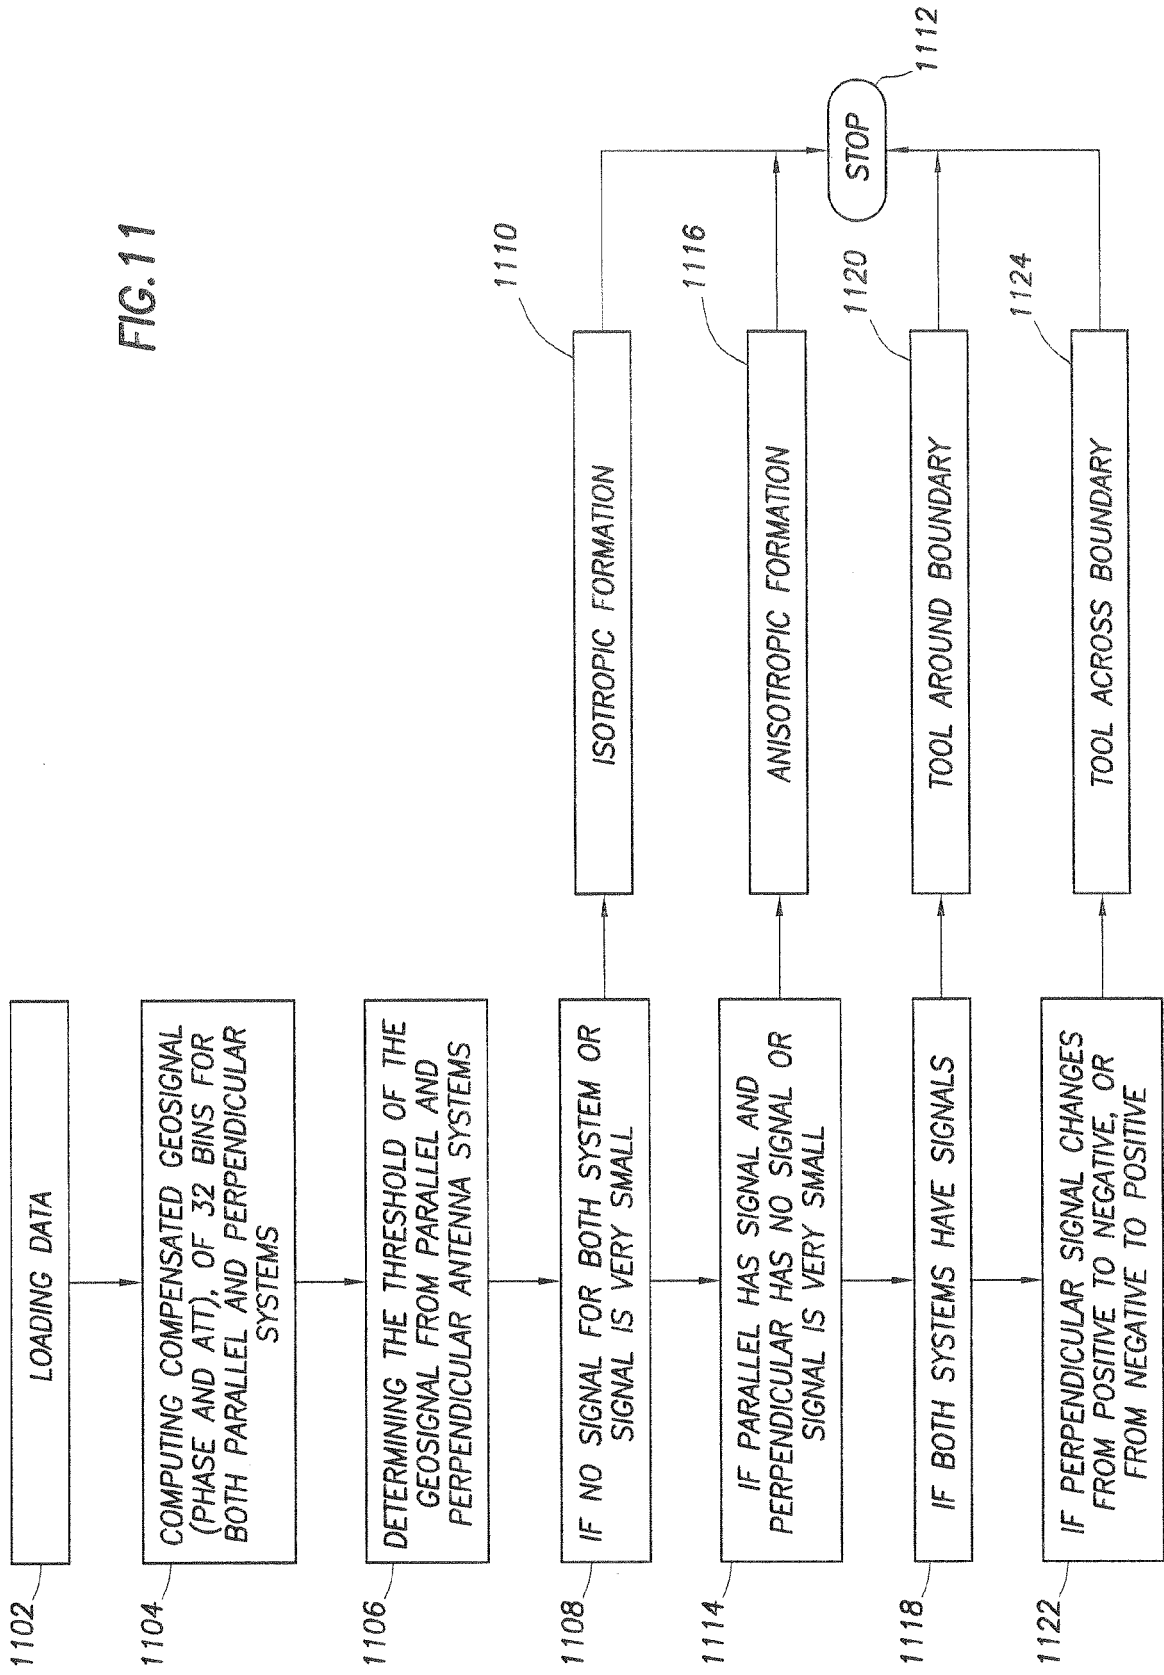 FIG.11
1102
LOADING DATA
1104
COMPUTING COMPENSATED GEOSIGNAL
(PHASE AND ATT), OF 32 BINS FOR
BOTH PARALLEL AND PERPENDICULAR
SYSTEMS
1106
DETERMINING THE THRESHOLD OF THE
GEOSIGNAL FROM PARALLEL AND
PERPENDICULAR ANTENNA SYSTEMS
1108
IF NO SIGNAL FOR BOTH SYSTEM OR
SIGNAL IS VERY SMALL
ISOTROPIC FORMATION
1110
1114
IF PARALLEL HAS SIGNAL AND
PERPENDICULAR HAS NO SIGNAL OR
SIGNAL IS VERY SMALL
ANISOTROPIC FORMATION
1116
STOP
1112
1118
IF BOTH SYSTEMS HAVE SIGNALS
TOOL AROUND BOUNDARY
1120
1122
IF PERPENDICULAR SIGNAL CHANGES
FROM POSITIVE TO NEGATIVE, OR
FROM NEGATIVE TO POSITIVE
TOOL ACROSS BOUNDARY
1124